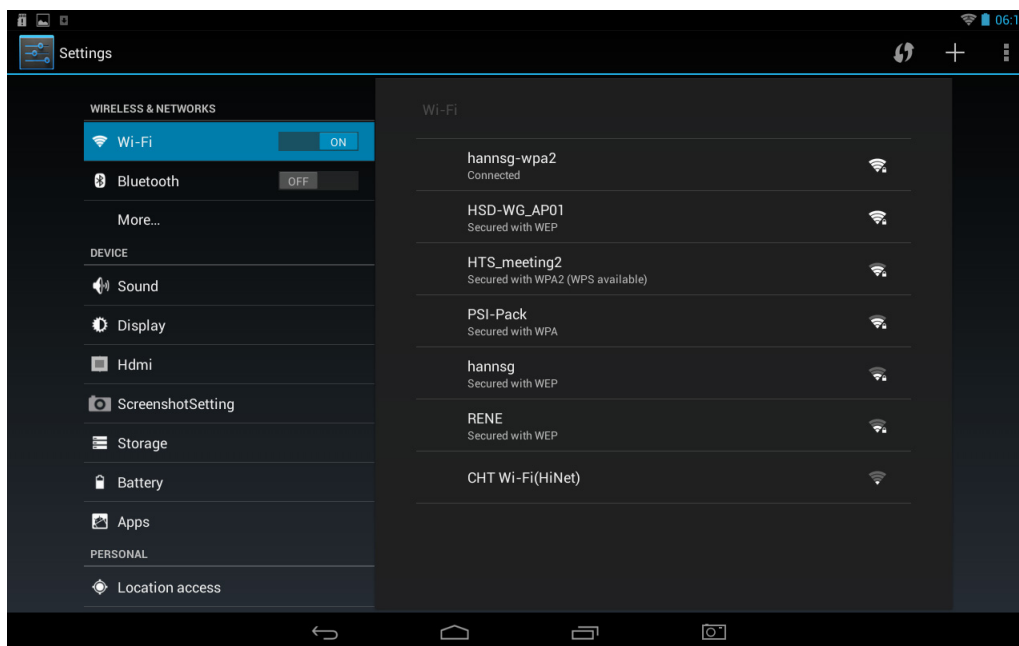 06:1
Settings
WIRELESS & NETWORKS
Wi-Fi
ON
Bluetooth
OFF
More...
DEVICE
Sound
Display
Hdmi
ScreenshotSetting
Storage
Battery
Apps
PERSONAL
Location access
Wi-Fi
hannsg-wpa2
Connected
HSD-WG_AP01
Secured with WEP
HTS_meeting2
Secured with WPA2 (WPS available)
PSI-Pack
Secured with WPA
hannsg
Secured with WEP
RENE
Secured with WEP
CHT Wi-Fi(HiNet)